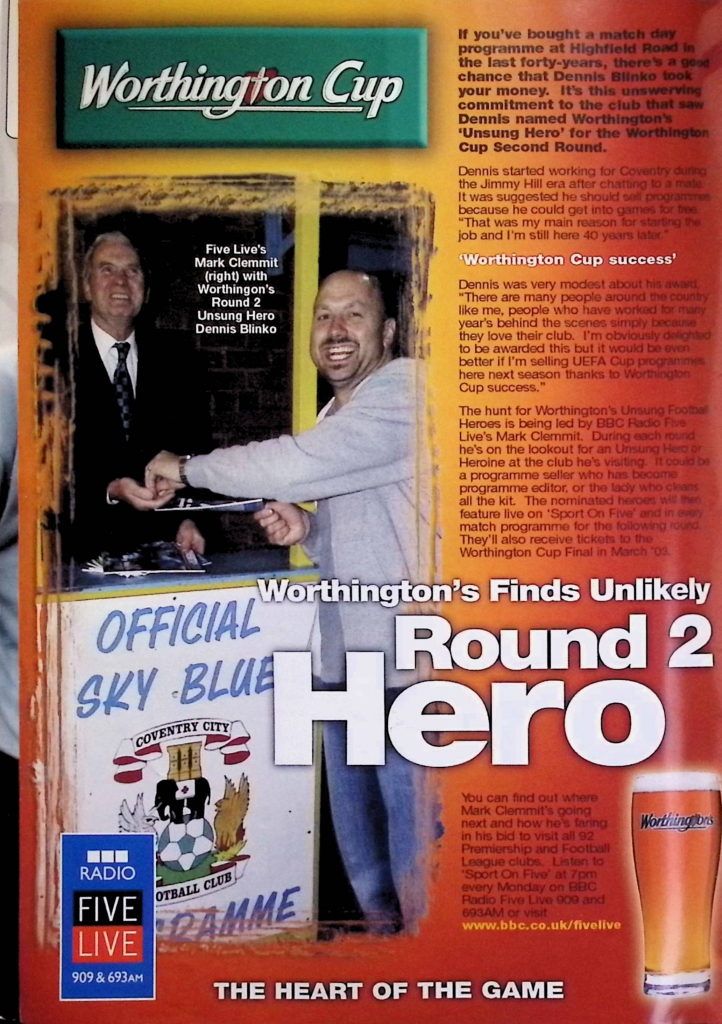 Worthington Cup
If you've bought a match day
programme at Highfield Road in
the last forty-years, there's a good
chance that Dennis Blinko took
your money. It's this unswerving
commitment to the club that saw
Dennis named Worthington's
'Unsung Hero' for the Worthington
Cup Second Round.
Dennis started working for Coventry during
the Jimmy Hill era after chatting to a mate.
It was suggested he should sell programmes
because he could get into games for free.
"That was my main reason for starting the
job and I'm still here 40 years later."
'Worthington Cup success'
Dennis was very modest about his award.
"There are many people around the country
like me, people who have worked for many
year's behind the scenes simply because
they love their club. I'm obviously delighted
to be awarded this but it would be even
better if I'm selling UEFA Cup programmes
here next season thanks to Worthington
Cup success."
The hunt for Worthington's Unsung Football
Heroes is being led by BBC Radio Five
Live's Mark Clemmit. During each round
he's on the lookout for an Unsung Hero or
Heroine at the club he's visiting. It could be
a programme seller who has become
programme editor, or the lady who cleans
all the kit. The nominated heroes will then
feature live on 'Sport On Five' and in every
match programme for the following round.
They'll also receive tickets to the
Worthington Cup Final in March '03.
Five Live's
Mark Clemmit
(right) with
Worthingon's
Round 2
Unsung Hero
Dennis Blinko
Worthington's Finds Unlikely
Round 2
Hero
OFFICIAL
SKY BLUE
COVENTRY CITY
OTBALL CLUB
RAMME
You can find out where
Mark Clemmit's going
next and how he's faring
in his bid to visit all 92
Premiership and Football
League clubs. Listen to
'Sport On Five' at 7pm
every Monday on BBC
Radio Five Live 909 and
693AM or visit
www.bbc.co.uk/fivelive
Worthingtons
RADIO
FIVE
LIVE
909 & 693AM
THE HEART OF THE GAME